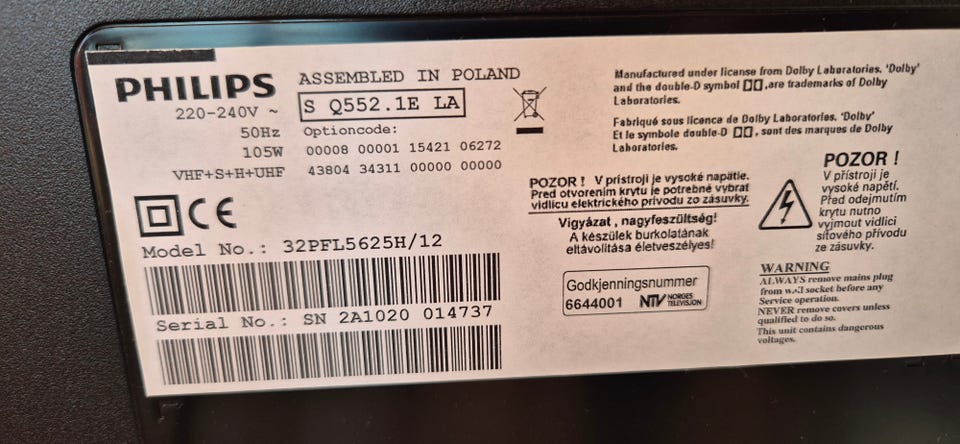 PHILIPS
ASSEMBLED IN POLAND
220-240V ~
S Q552.1E LA
50Hz
Optioncode:
105W
00008 00001 15421 06272
VHF+S+H+UHF
43804 34311 00000 00000
CE
Model No.: 32PFL5625H/12
Serial No.: SN 2A1020 014737
Manufactured under license from Dolby Laboratories. 'Dolby'
and the double-D symbol ,are trademarks of Dolby
Laboratories.
Fabriqué sous licence de Dolby Laboratories. 'Dolby'
Et le symbole double-D , sont des marques de Dolby
Laboratories.
POZOR ! V prístroji je vysoké napätie.
Pred otvorením krytu je potrebné vybrat
vidlicu elektrického prívodu zo zásuvky.
Vigyázat , nagyfeszültség!
A készülek burkolatának
eltávolitása életveszélyes!
Godkjenningsnummer
6644001 NTV NORGES
TELEVISJON
POZOR !
V přístroji je
vysoké napětí.
Před odejmutím
krytu nutno
vyjmout vidlici
síťového přívodu
ze zásuvky.
WARNING
ALWAYS remove mains plug
from wall socket before any
Service operation.
NEVER remove covers unless
qualified to do so.
This unit contains dangerous
voltages.